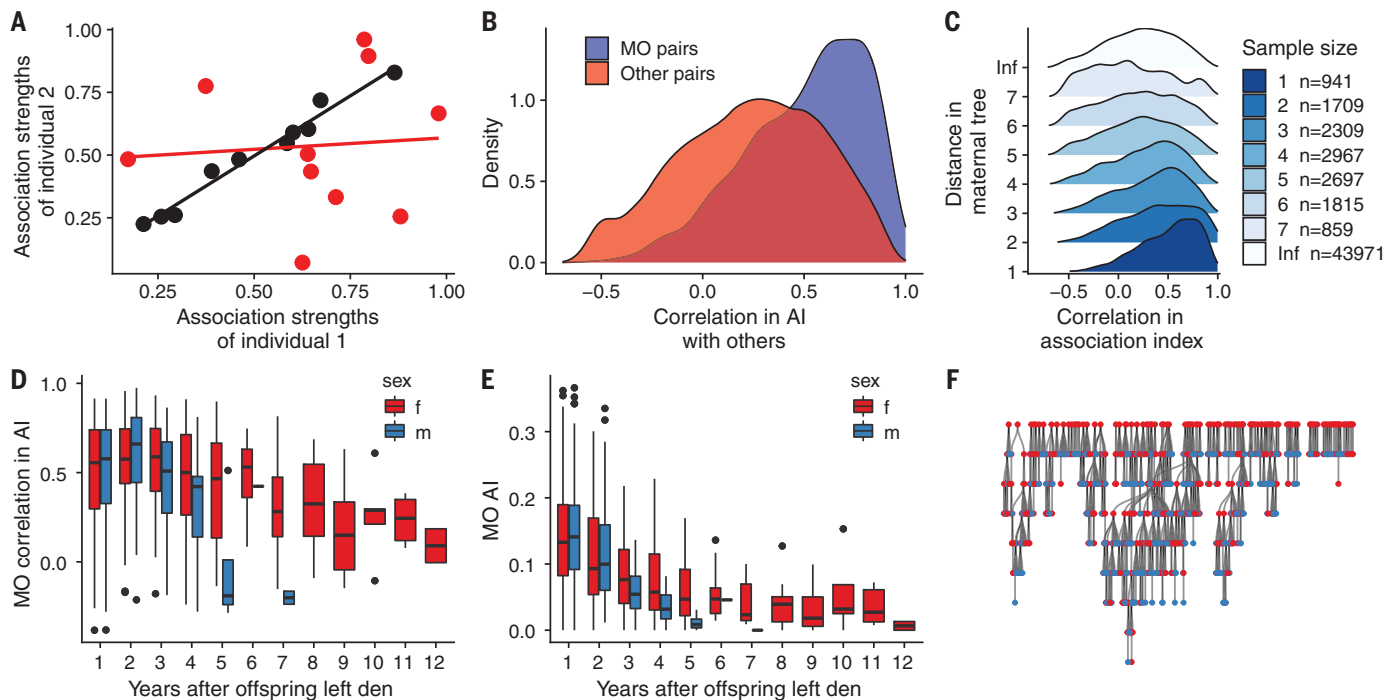 A
Association strengths
of individual 2
1.00
0.75
0.50
0.25
0.25
0.50
0.75
1.00
Association strengths
of individual 1
B
MO pairs
Other pairs
Density
1.0
0.5
0.0
−0.5
0.0
0.5
1.0
Correlation in AI
with others
C
Distance in
maternal tree
Inf
7
6
5
4
3
2
1
−0.5
0.0
0.5
1.0
Correlation in
association index
Sample size
1 n=941
2 n=1709
3 n=2309
4 n=2967
5 n=2697
6 n=1815
7 n=859
Inf n=43971
D
MO correlation in AI
1.0
0.5
0.0
sex
f
m
1 2 3 4 5 6 7 8 9 10 11 12
Years after offspring left den
E
MO AI
0.3
0.2
0.1
0.0
sex
f
m
1 2 3 4 5 6 7 8 9 10 11 12
Years after offspring left den
F